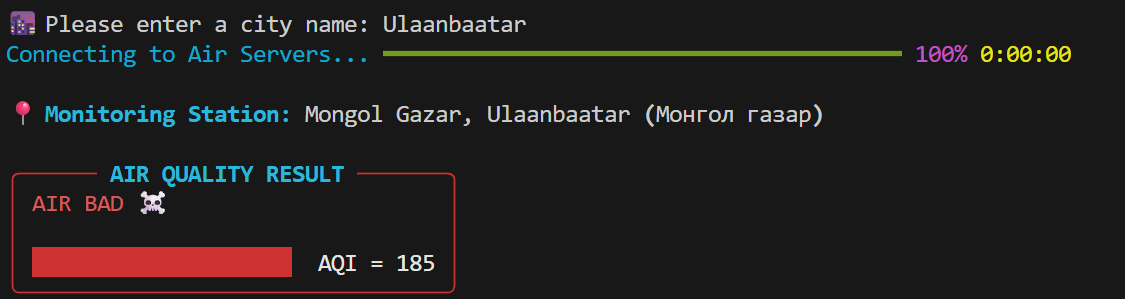 Please enter a city name: Ulaanbaatar
Connecting to Air Servers... 100% 0:00:00
Monitoring Station: Mongol Gazar, Ulaanbaatar (Монгол газар)
AIR QUALITY RESULT
AIR BAD
AQI = 185